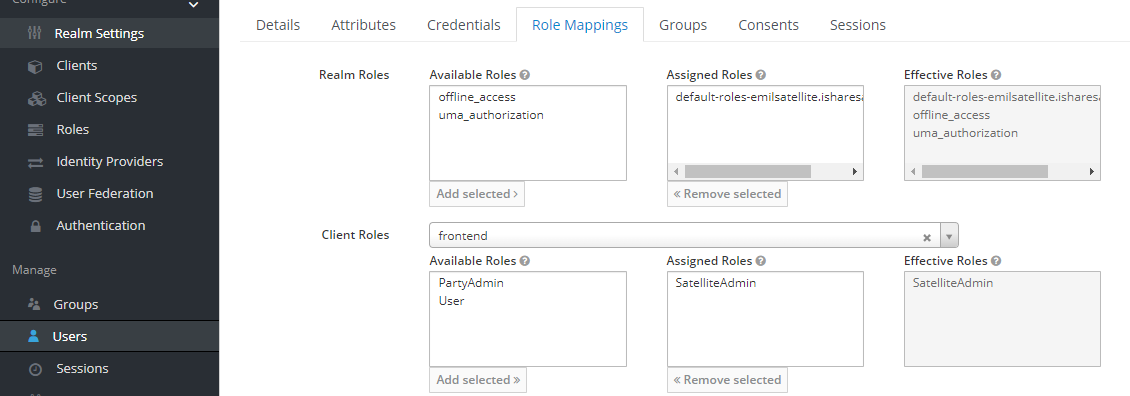 Configure
Realm Settings
Clients
Client Scopes
Roles
Identity Providers
User Federation
Authentication
Manage
Groups
Users
Sessions
Details Attributes Credentials Role Mappings Groups Consents Sessions
Realm Roles Available Roles Assigned Roles Effective Roles
offline_access default-roles-emilsatellite.isharesa default-roles-emilsatellite.isharesa
uma_authorization offline_access
uma_authorization
Add selected > « Remove selected
Client Roles frontend
Available Roles Assigned Roles Effective Roles
PartyAdmin SatelliteAdmin SatelliteAdmin
User
Add selected » « Remove selected